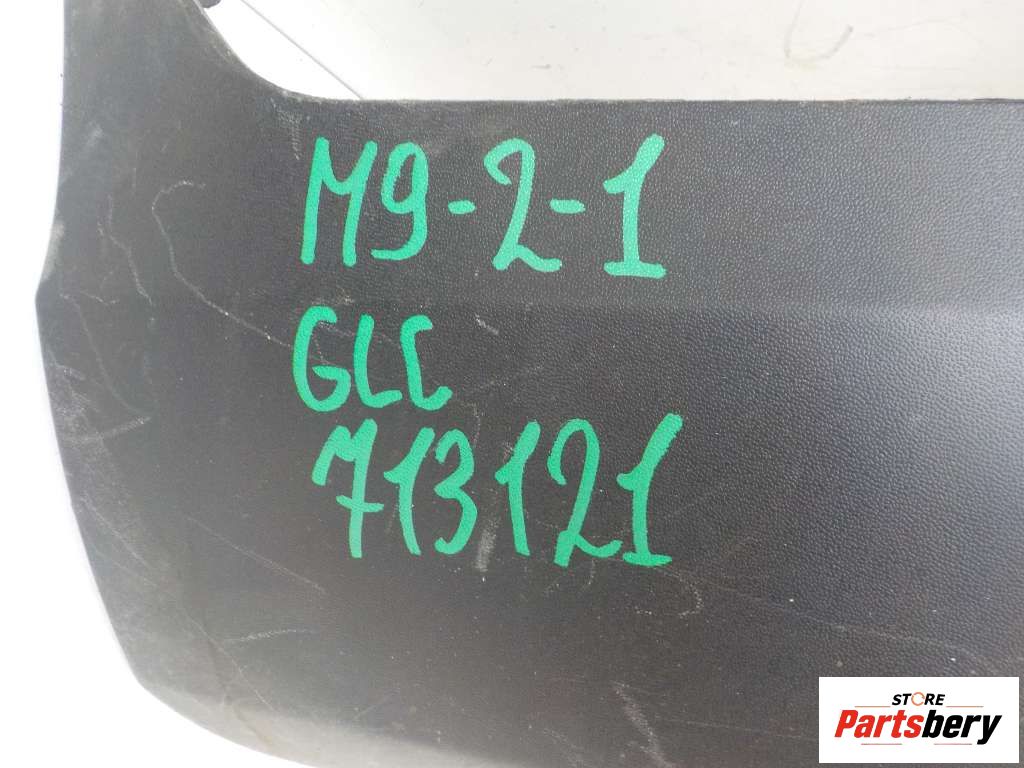 M9-2-1
GLC
713121
STORE
Partsbery